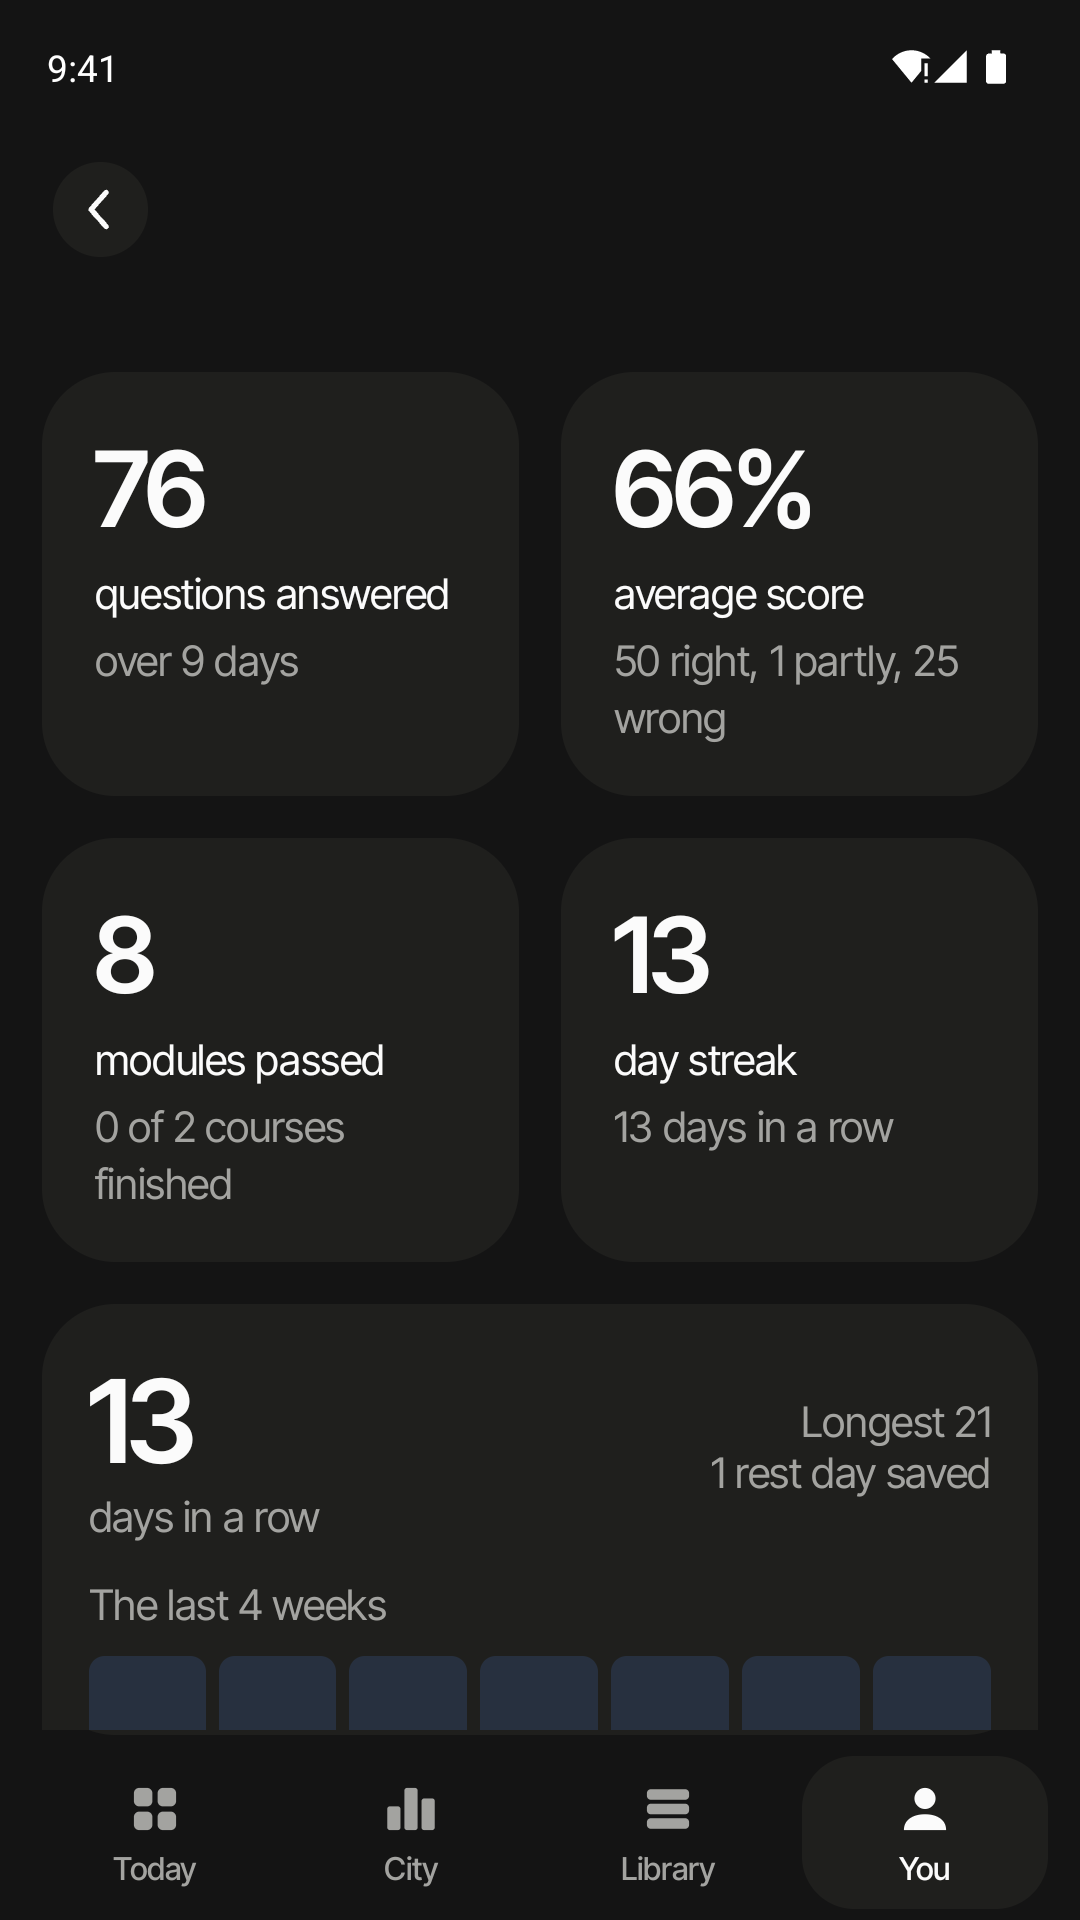 9:41
76
questions answered
over 9 days
66%
average score
50 right, 1 partly, 25
wrong
8
modules passed
0 of 2 courses
finished
13
day streak
13 days in a row
13
days in a row
Longest 21
1 rest day saved
The last 4 weeks
Today
City
Library
You